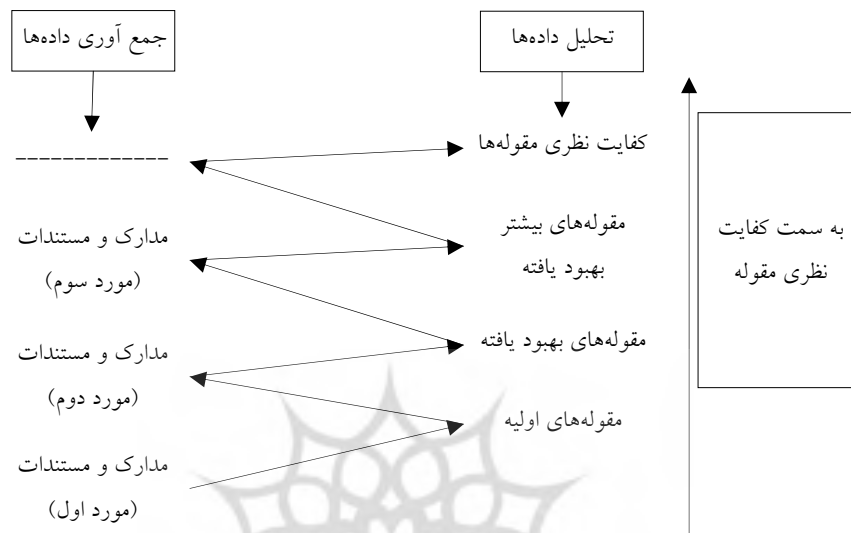 جمع آوری داده‌ها
تحلیل داده‌ها
کفایت نظری مقوله‌ها
-------------
مقوله‌های بیشتر
بهبود یافته
مدارک و مستندات
(مورد سوم)
به سمت کفایت
نظری مقوله
مقوله‌های بهبود یافته
مدارک و مستندات
(مورد دوم)
مقوله‌های اولیه
مدارک و مستندات
(مورد اول)